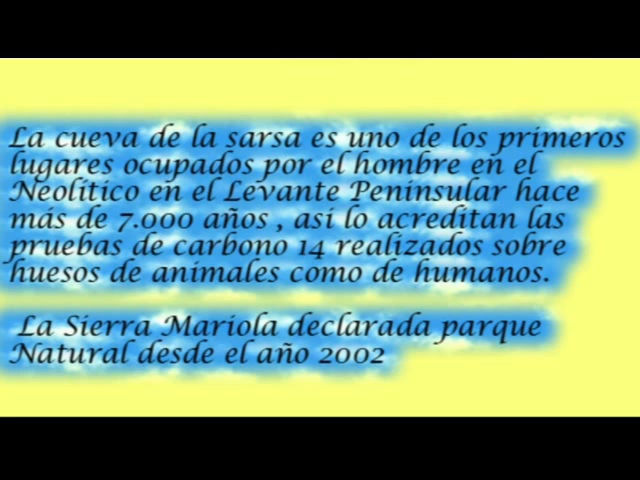 La cueva de la sarsa es uno de los primeros
lugares ocupados por el hombre en el
Neolítico en el Levante Peninsular hace
más de 7.000 años , así lo acreditan las
pruebas de carbono 14 realizados sobre
huesos de animales como de humanos.
La Sierra Mariola declarada parque
Natural desde el año 2002